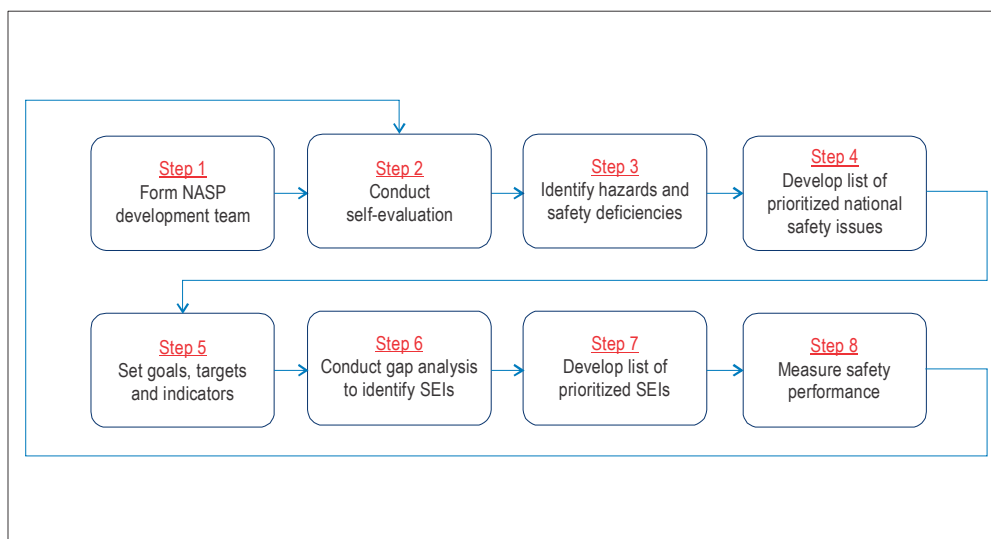 Step 1
Form NASP
development team
Step 2
Conduct
self-evaluation
Step 3
Identify hazards and
safety deficiencies
Step 4
Develop list of
prioritized national
safety issues
Step 5
Set goals, targets
and indicators
Step 6
Conduct gap analysis
to identify SEIs
Step 7
Develop list of
prioritized SEIs
Step 8
Measure safety
performance